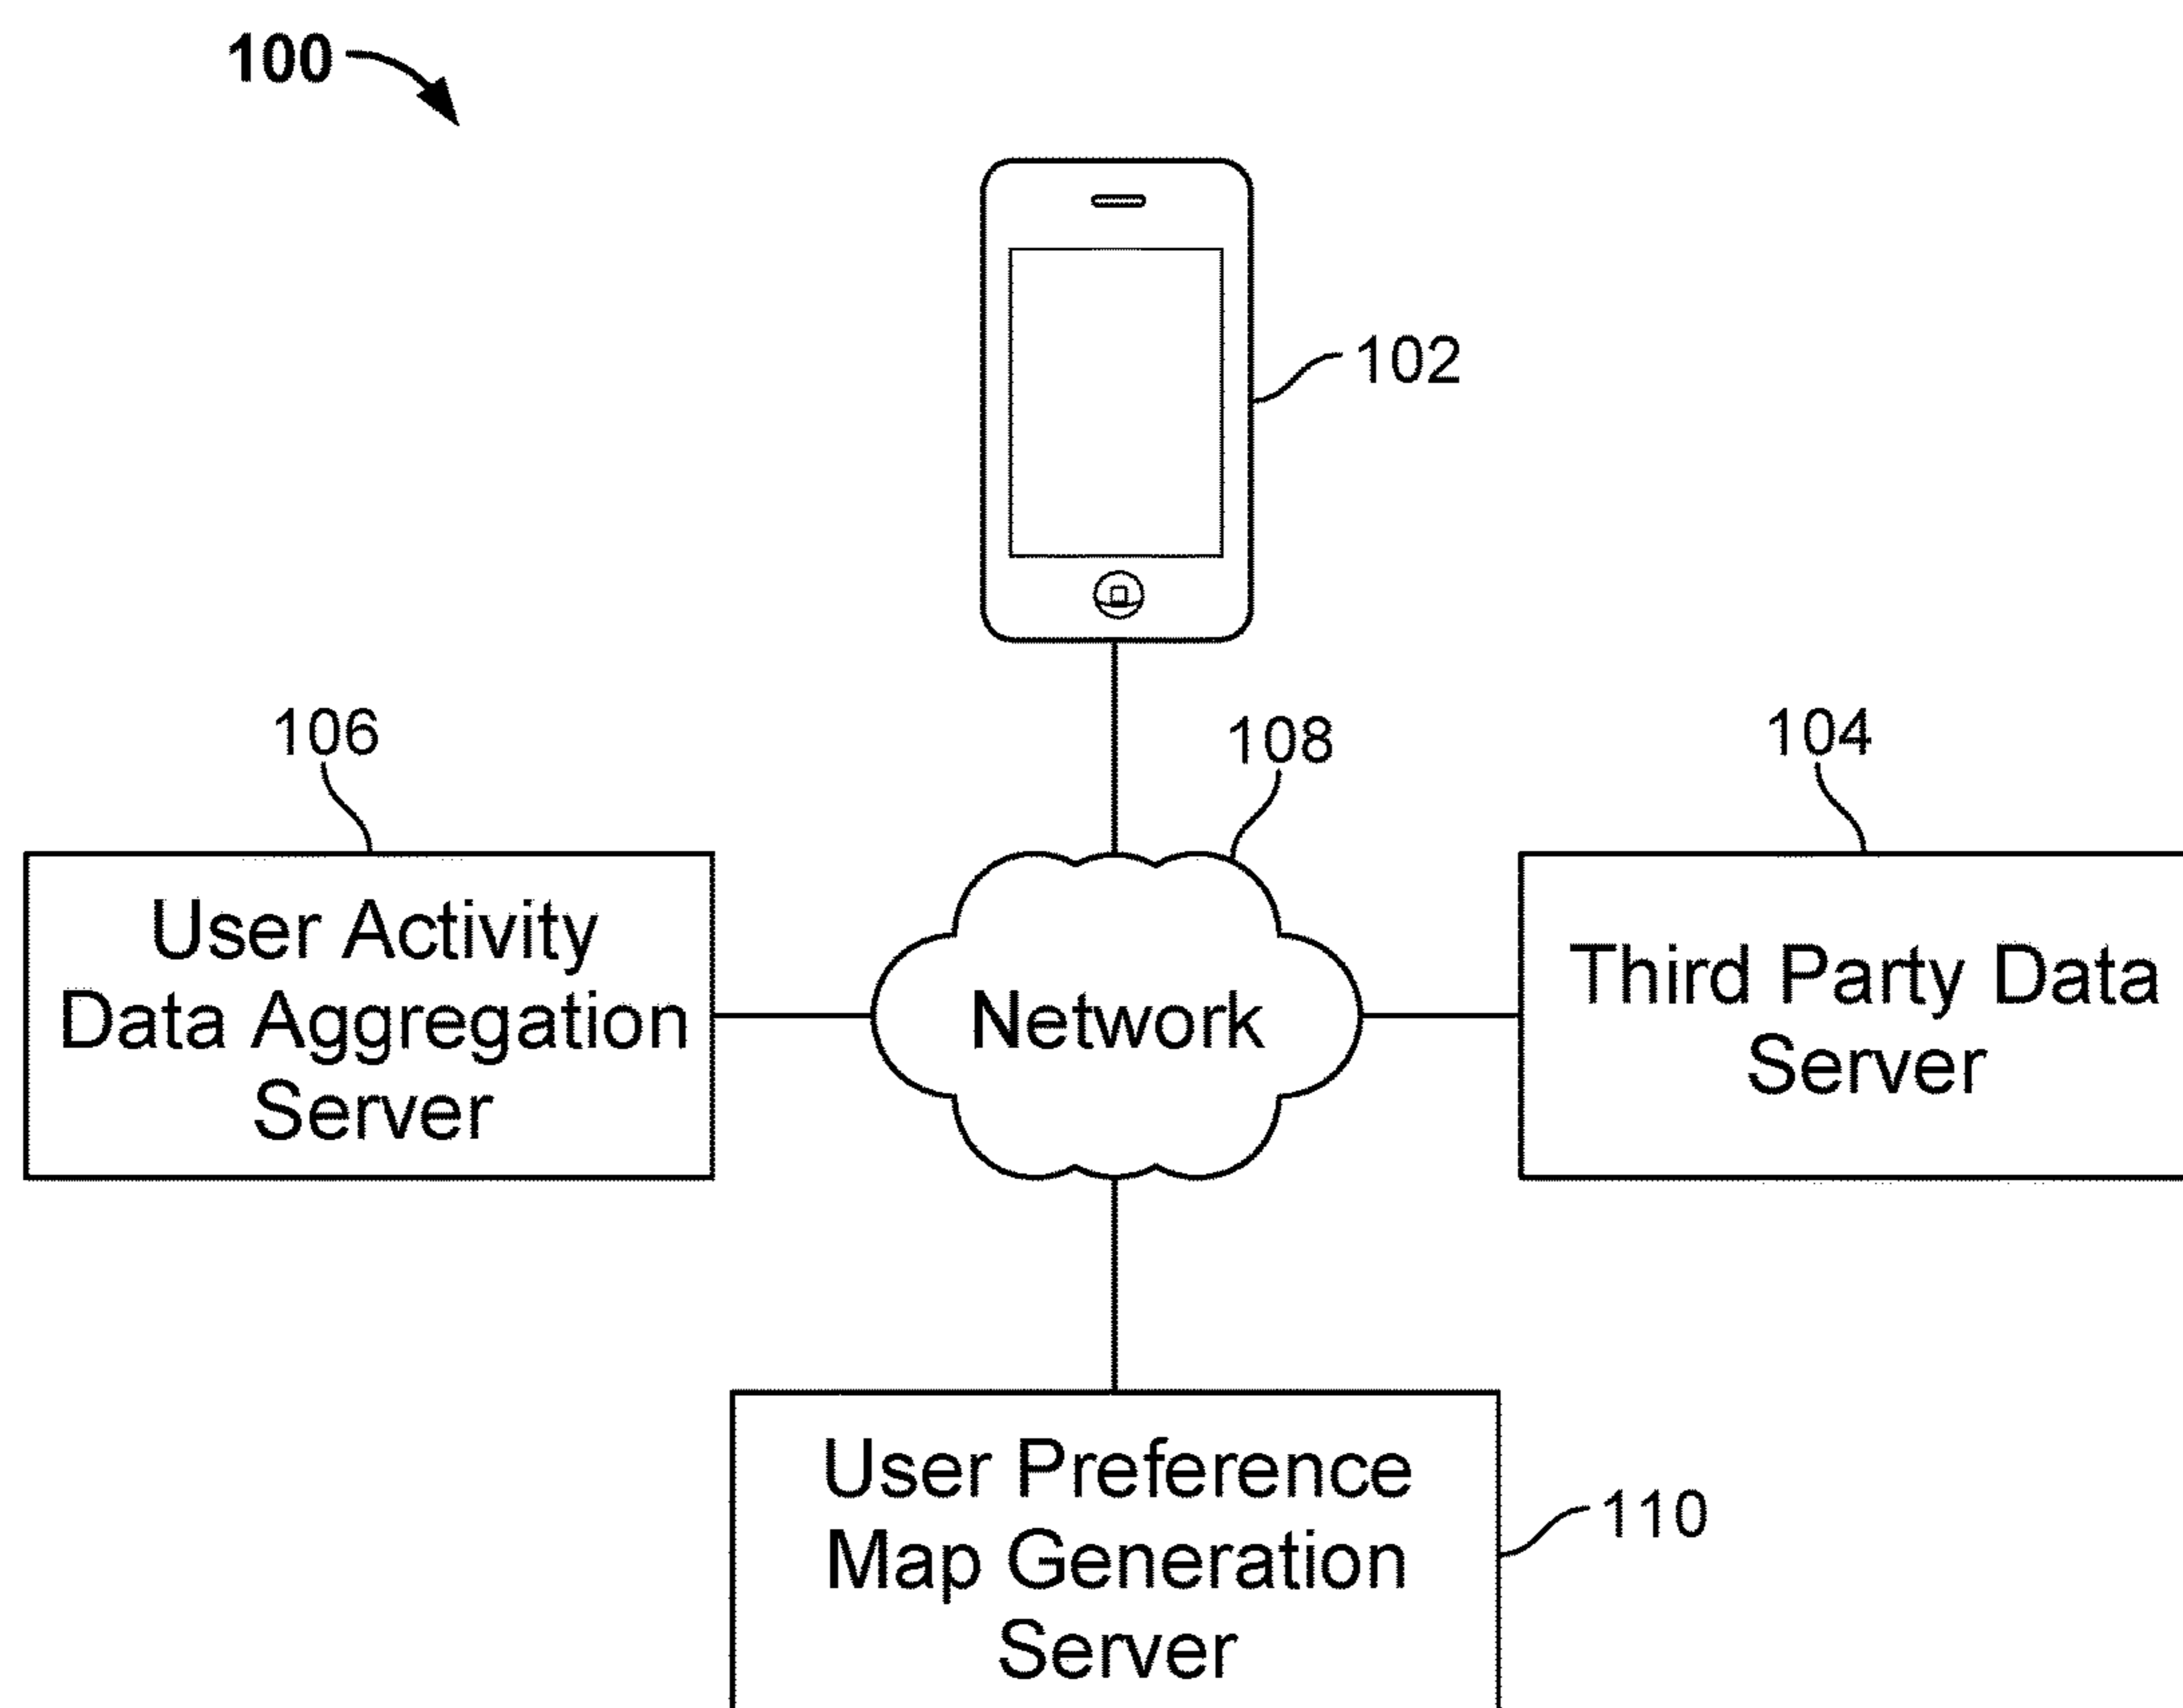 100
102
106
108
104
User Activity
Data Aggregation
Server
Network
Third Party Data
Server
User Preference
Map Generation
Server
110